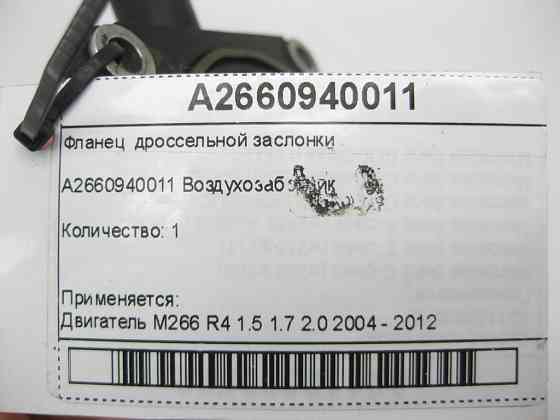 A2660940011
Фланец дроссельной заслонки
A2660940011 Воздухозаборник
Количество: 1
Применяется:
Двигатель M266 R4 1.5 1.7 2.0 2004 - 2012